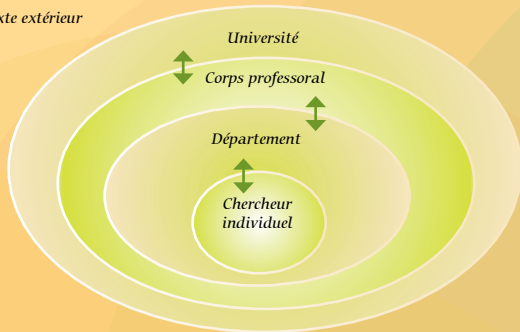 xte extérieur
Université
Corps professoral
Département
Chercheur
individuel